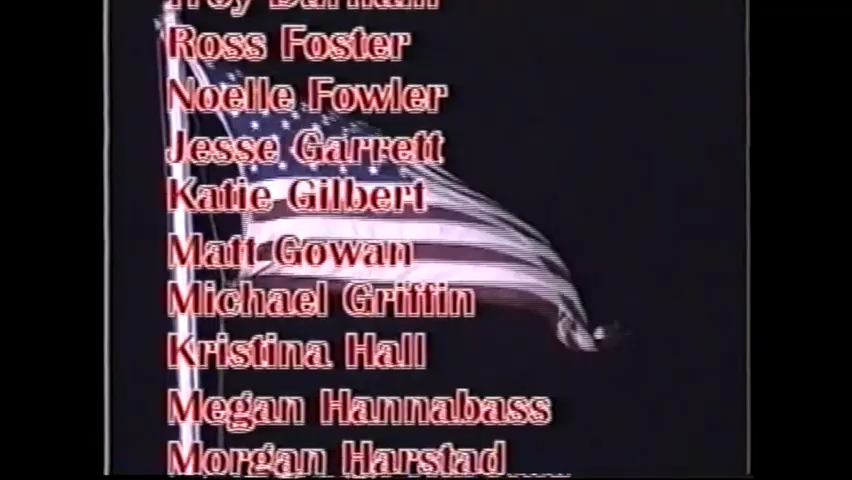 Ross Foster
Noelle Fowler
Jesse Garrett
Katie Gilbert
Matt Gowan
Michael Griffin
Kristina Hall
Megan Hannabass
Morgan Harstad